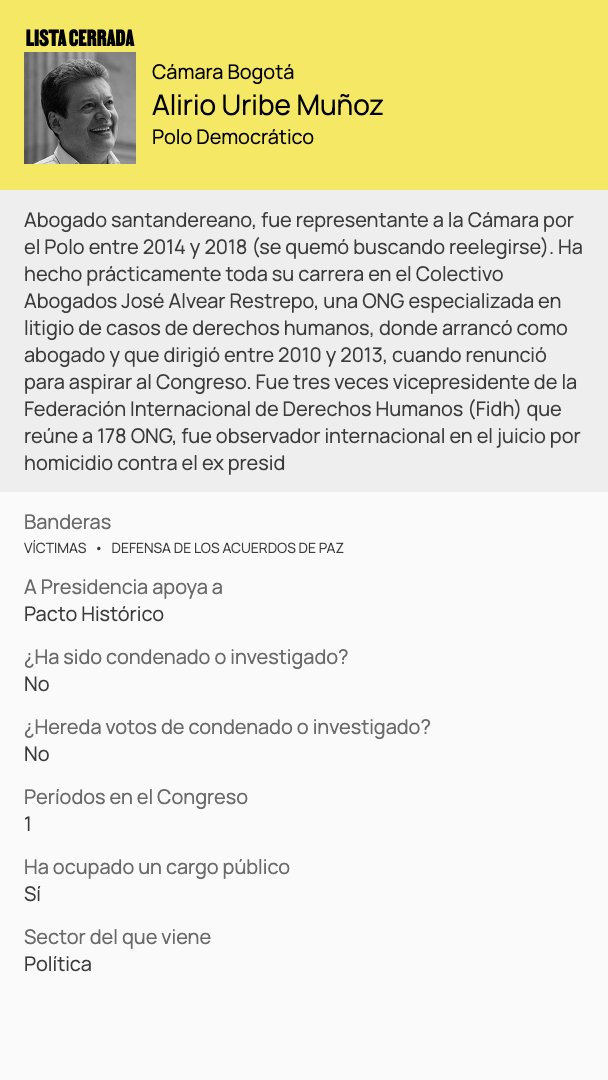 LISTA CERRADA
Cámara Bogotá
Alirio Uribe Muñoz
Polo Democrático
Abogado santandereano, fue representante a la Cámara por
el Polo entre 2014 y 2018 (se quemó buscando reelegirse). Ha
hecho prácticamente toda su carrera en el Colectivo
Abogados José Alvear Restrepo, una ONG especializada en
litigio de casos de derechos humanos, donde arrancó como
abogado y que dirigió entre 2010 y 2013, cuando renunció
para aspirar al Congreso. Fue tres veces vicepresidente de la
Federación Internacional de Derechos Humanos (Fidh) que
reúne a 178 ONG, fue observador internacional en el juicio por
homicidio contra el ex presid
Banderas
VÍCTIMAS • DEFENSA DE LOS ACUERDOS DE PAZ
A Presidencia apoya a
Pacto Histórico
¿Ha sido condenado o investigado?
No
¿Hereda votos de condenado o investigado?
No
Períodos en el Congreso
1
Ha ocupado un cargo público
Sí
Sector del que viene
Política